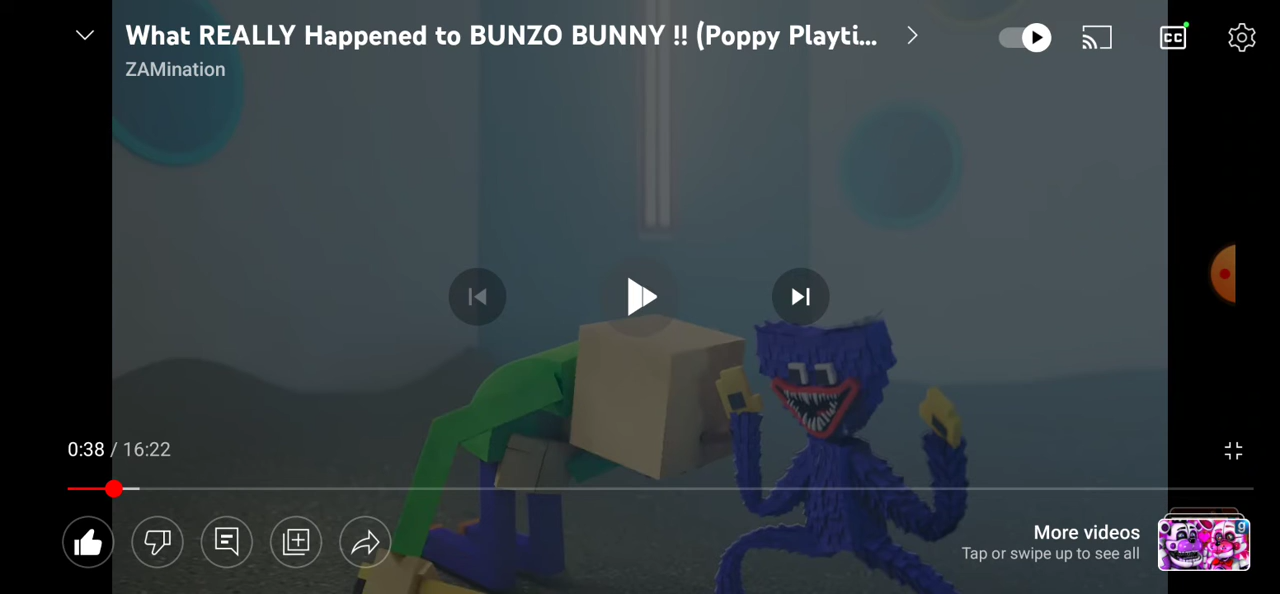 What REALLY Happened to BUNZO BUNNY !! (Poppy Playti...
ZAMination
CC
0:38 / 16:22
More videos
Tap or swipe up to see all